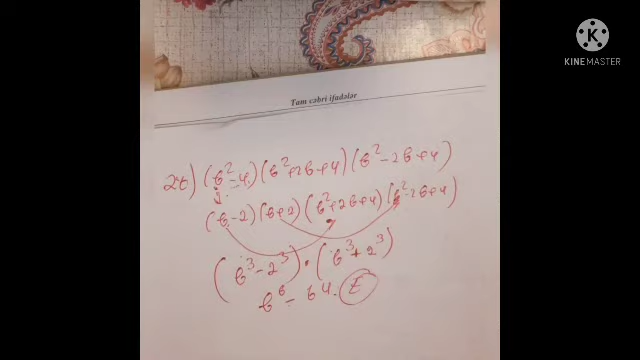 KINEMASTER
Tam cəbri ifadələr
27) (b²-4)(b²+2b+4)(b²-2b+4)
(b-2)(b+2)(b²+2b+4)(b²-2b+4)
(b³-2³)·(b³+2³)
b⁶-64. E